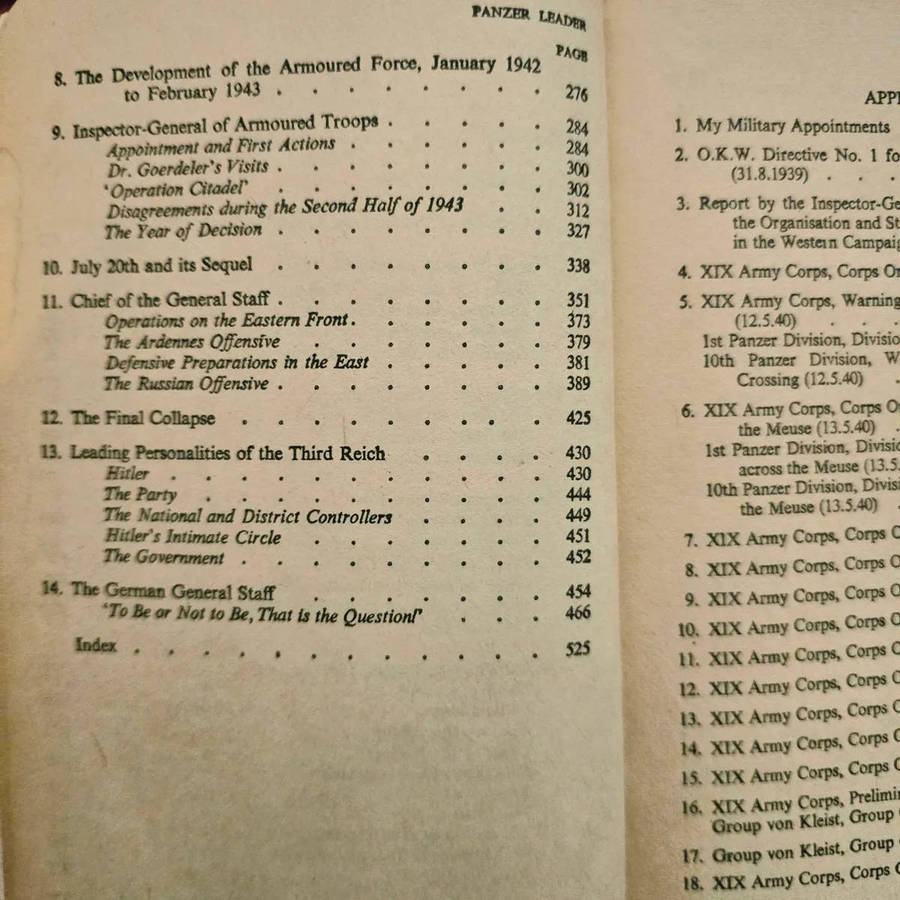 PANZER LEADER
PAGE
8. The Development of the Armoured Force, January 1942
to February 1943 . . . . . . . . 276
9. Inspector-General of Armoured Troops . . . . . 284
Appointment and First Actions . . . . . 284
Dr. Goerdeler's Visits . . . . . . . . 300
'Operation Citadel' . . . . . . . 302
Disagreements during the Second Half of 1943 . . 312
The Year of Decision . . . . . . . . 327
10. July 20th and its Sequel . . . . . . . . 338
11. Chief of the General Staff . . . . . . . . 351
Operations on the Eastern Front . . . . . . 373
The Ardennes Offensive . . . . . . . 379
Defensive Preparations in the East . . . . . 381
The Russian Offensive . . . . . . . . 389
12. The Final Collapse . . . . . . . . . 425
13. Leading Personalities of the Third Reich . . . . 430
Hitler . . . . . . . . . . . 430
The Party . . . . . . . . . . 444
The National and District Controllers . . . . 449
Hitler's Intimate Circle . . . . . . . 451
The Government . . . . . . . . . 452
14. The German General Staff . . . . . . . 454
'To Be or Not to Be, That is the Question!' . . . 466
Index . . . . . . . . . . . . 525
APP
1. My Military Appointments
2. O.K.W. Directive No. 1 fo
(31.8.1939) . . .
3. Report by the Inspector-Ge
the Organisation and St
in the Western Campaig
4. XIX Army Corps, Corps Or
5. XIX Army Corps, Warning
(12.5.40) . . .
1st Panzer Division, Divisio
10th Panzer Division, W
Crossing (12.5.40) .
6. XIX Army Corps, Corps O
the Meuse (13.5.40) .
1st Panzer Division, Divisio
across the Meuse (13.5.
10th Panzer Division, Divisi
the Meuse (13.5.40) .
7. XIX Army Corps, Corps O
8. XIX Army Corps, Corps O
9. XIX Army Corps, Corps O
10. XIX Army Corps, Corps O
11. XIX Army Corps, Corps O
12. XIX Army Corps, Corps O
13. XIX Army Corps, Corps O
14. XIX Army Corps, Corps O
15. XIX Army Corps, Corps O
16. XIX Army Corps, Prelimin
Group von Kleist, Group
17. Group von Kleist, Group
18. XIX Army Corps, Corps O